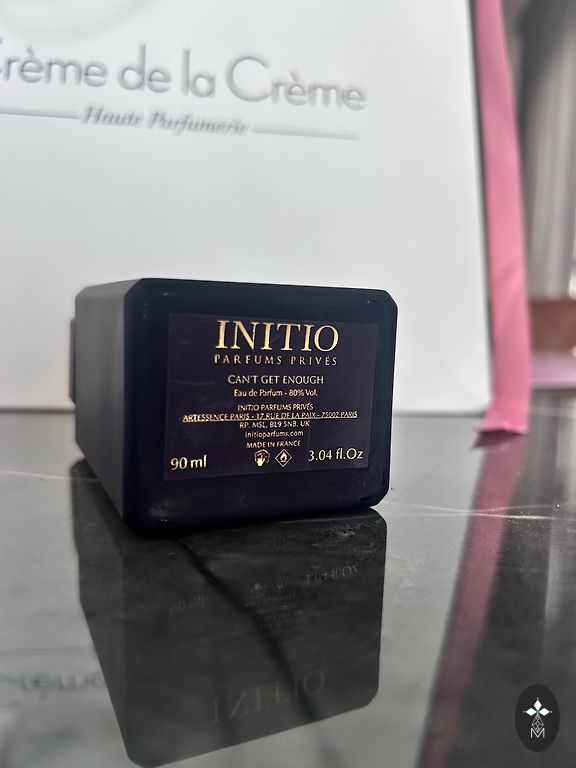 Crème de la Crème
Haute Parfumerie
INITIO
PARFUMS PRIVÉS
CAN'T GET ENOUGH
Eau de Parfum - 80% Vol.
INITIO PARFUMS PRIVÉS
ARTESSENCE PARIS - 17 RUE DE LA PAIX - 75002 PARIS
RP. MSL, BL9 5NB, UK
initioparfums.com
MADE IN FRANCE
90 ml
3.04 fl.Oz
M